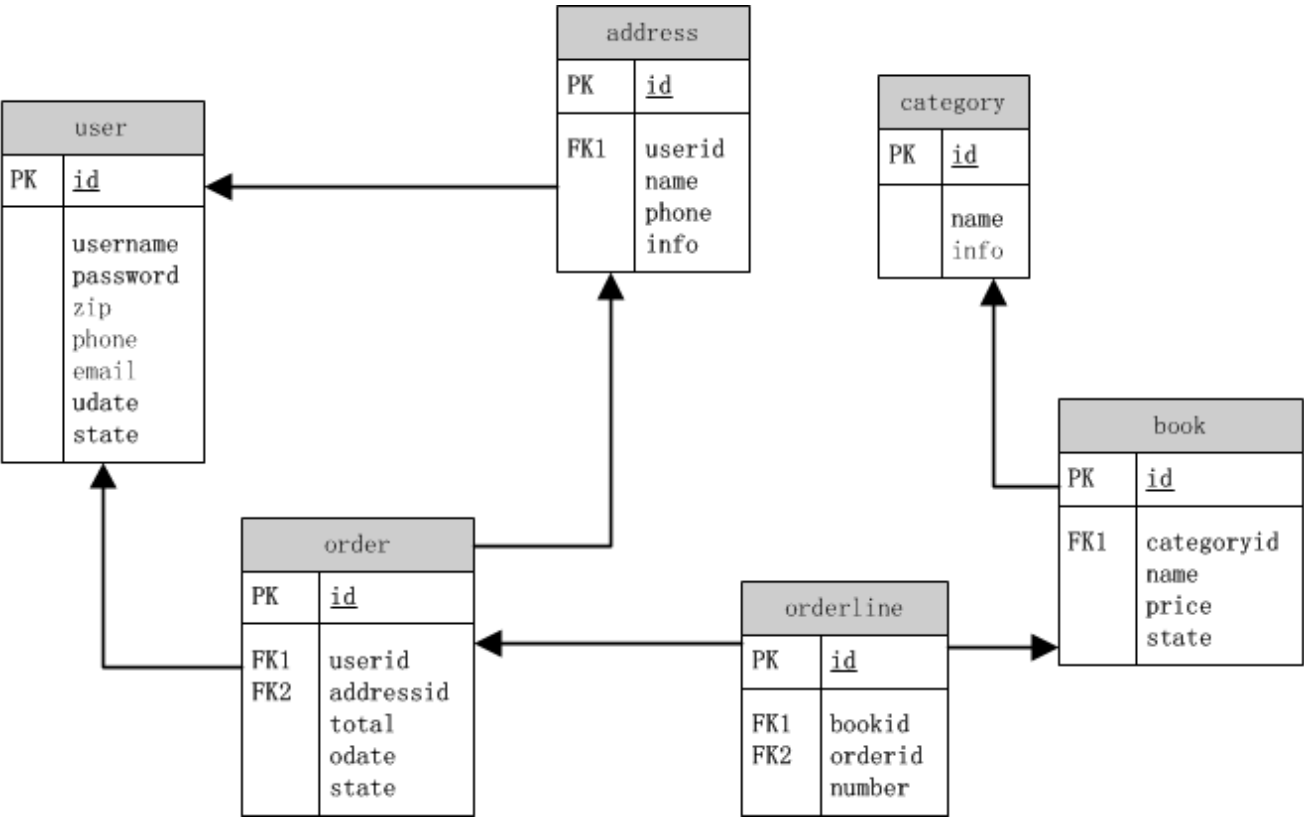 user
PK id
username
password
zip
phone
email
udate
state
address
PK id
FK1 userid
name
phone
info
category
PK id
name
info
order
PK id
FK1 userid
FK2 addressid
total
odate
state
orderline
PK id
FK1 bookid
FK2 orderid
number
book
PK id
FK1 categoryid
name
price
state